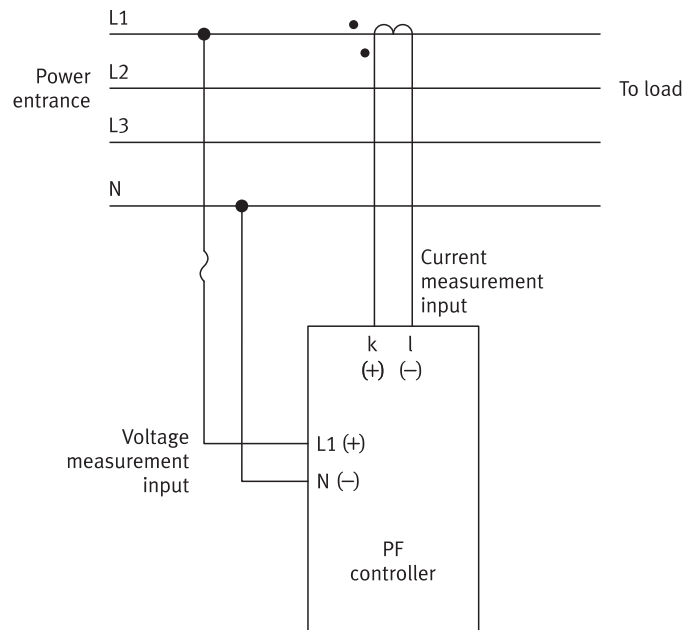 L1
Power
entrance
L2
To load
L3
N
Current
measurement
input
k l
(+) (−)
Voltage
measurement
input
L1 (+)
N (−)
PF
controller